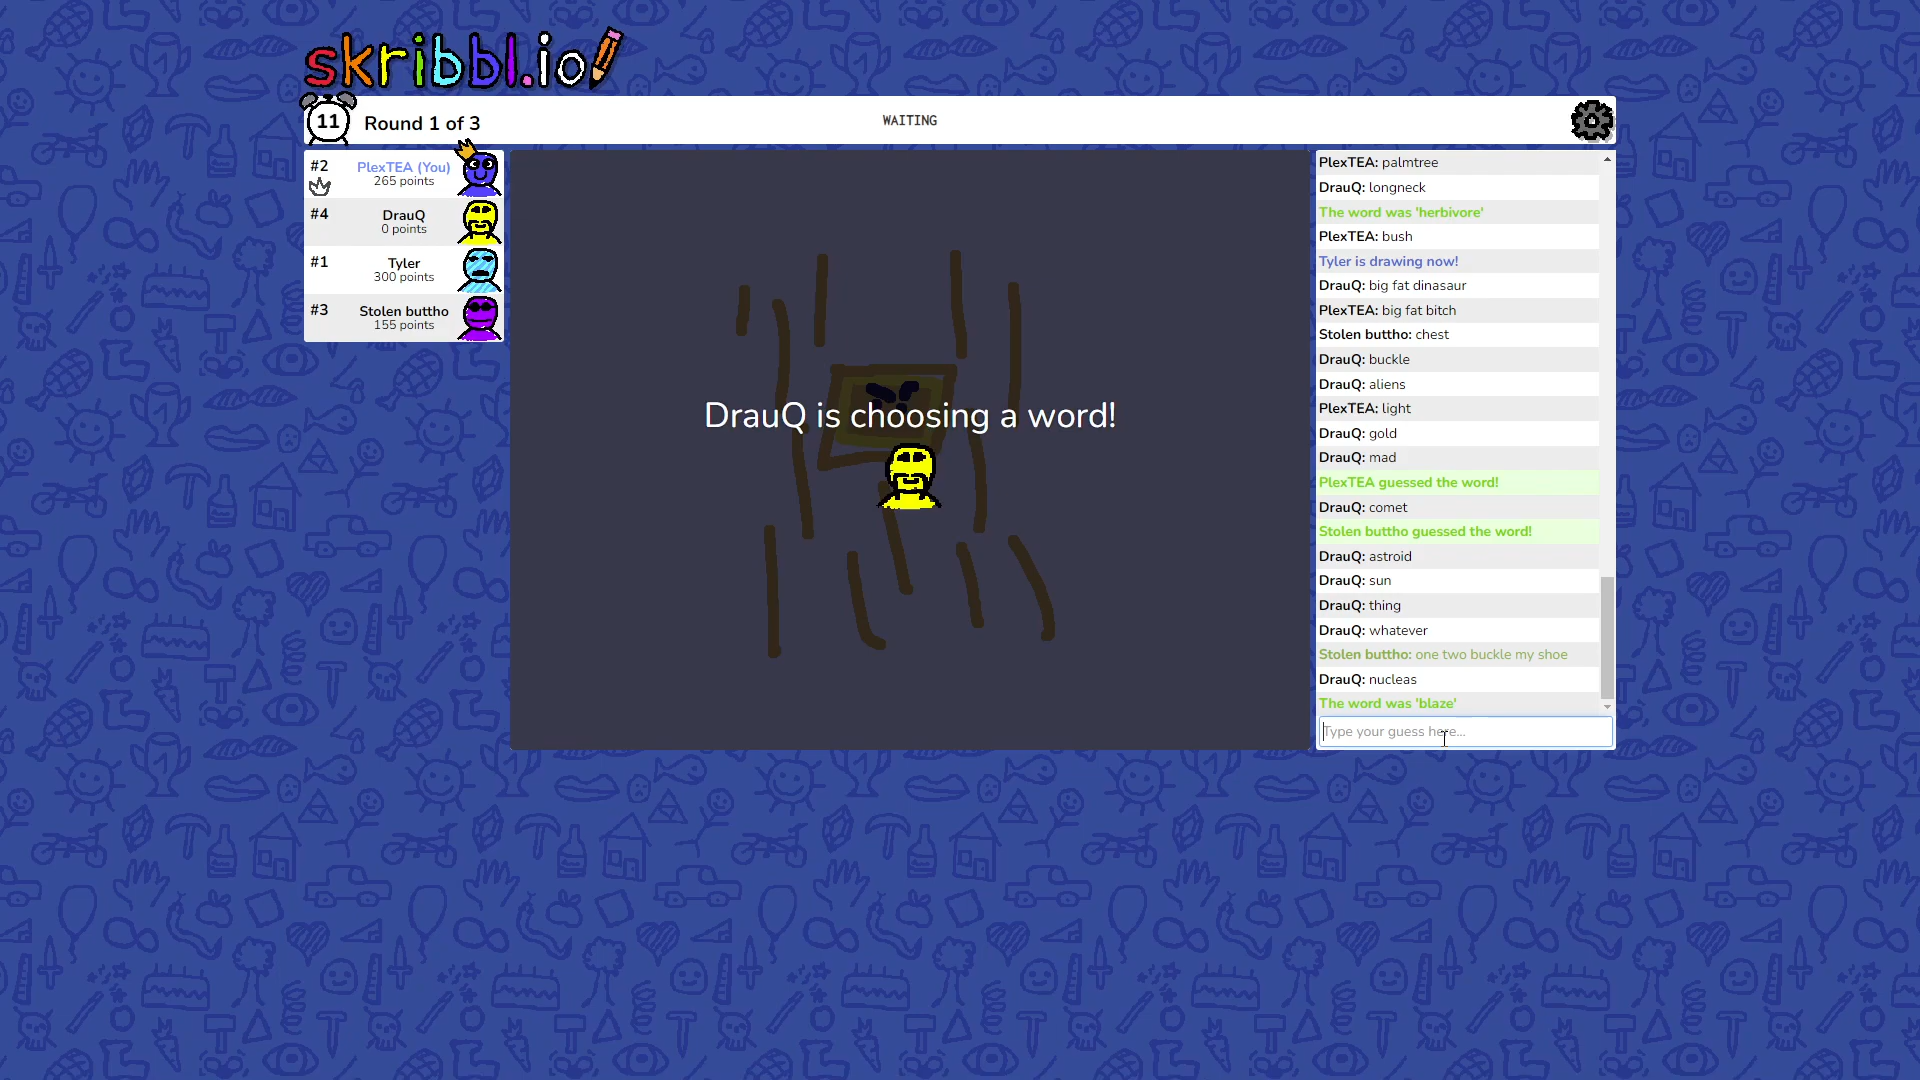 skribbl.io
11
Round 1 of 3
WAITING
#2
PlexTEA (You)
265 points
#4
DrauQ
0 points
#1
Tyler
300 points
#3
Stolen buttho
155 points
DrauQ is choosing a word!
PlexTEA: palmtree
DrauQ: longneck
The word was 'herbivore'
PlexTEA: bush
Tyler is drawing now!
DrauQ: big fat dinasaur
PlexTEA: big fat bitch
Stolen buttho: chest
DrauQ: buckle
DrauQ: aliens
PlexTEA: light
DrauQ: gold
DrauQ: mad
PlexTEA guessed the word!
DrauQ: comet
Stolen buttho guessed the word!
DrauQ: astroid
DrauQ: sun
DrauQ: thing
DrauQ: whatever
Stolen buttho: one two buckle my shoe
DrauQ: nucleas
The word was 'blaze'
Type your guess here...